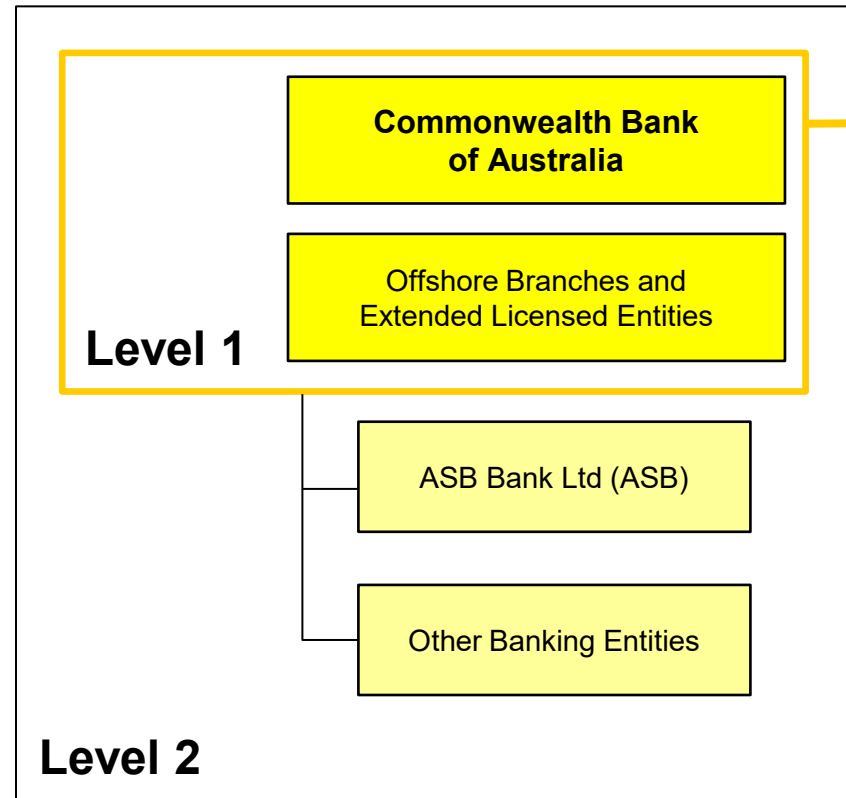 Commonwealth Bank
of Australia
Offshore Branches and
Extended Licensed Entities
Level 1
ASB Bank Ltd (ASB)
Other Banking Entities
Level 2